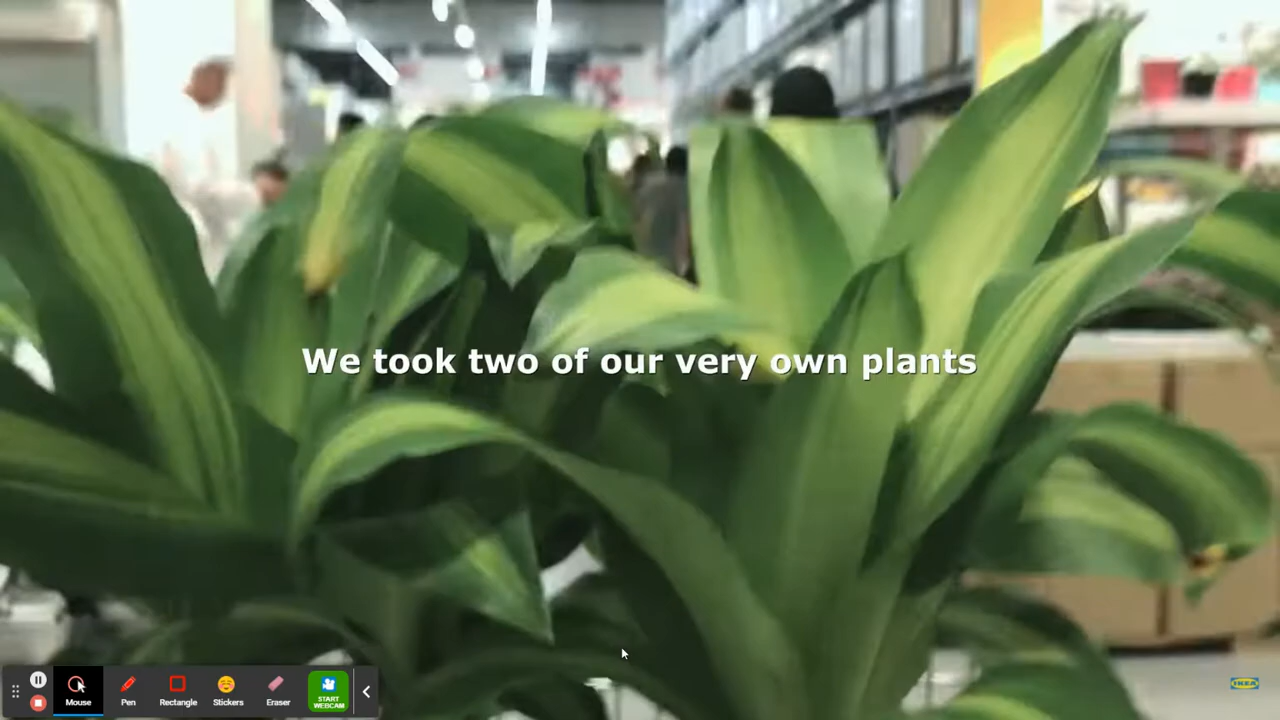 We took two of our very own plants
Mouse
Pen
Rectangle
Stickers
Eraser
START
WEBCAM
IKEA